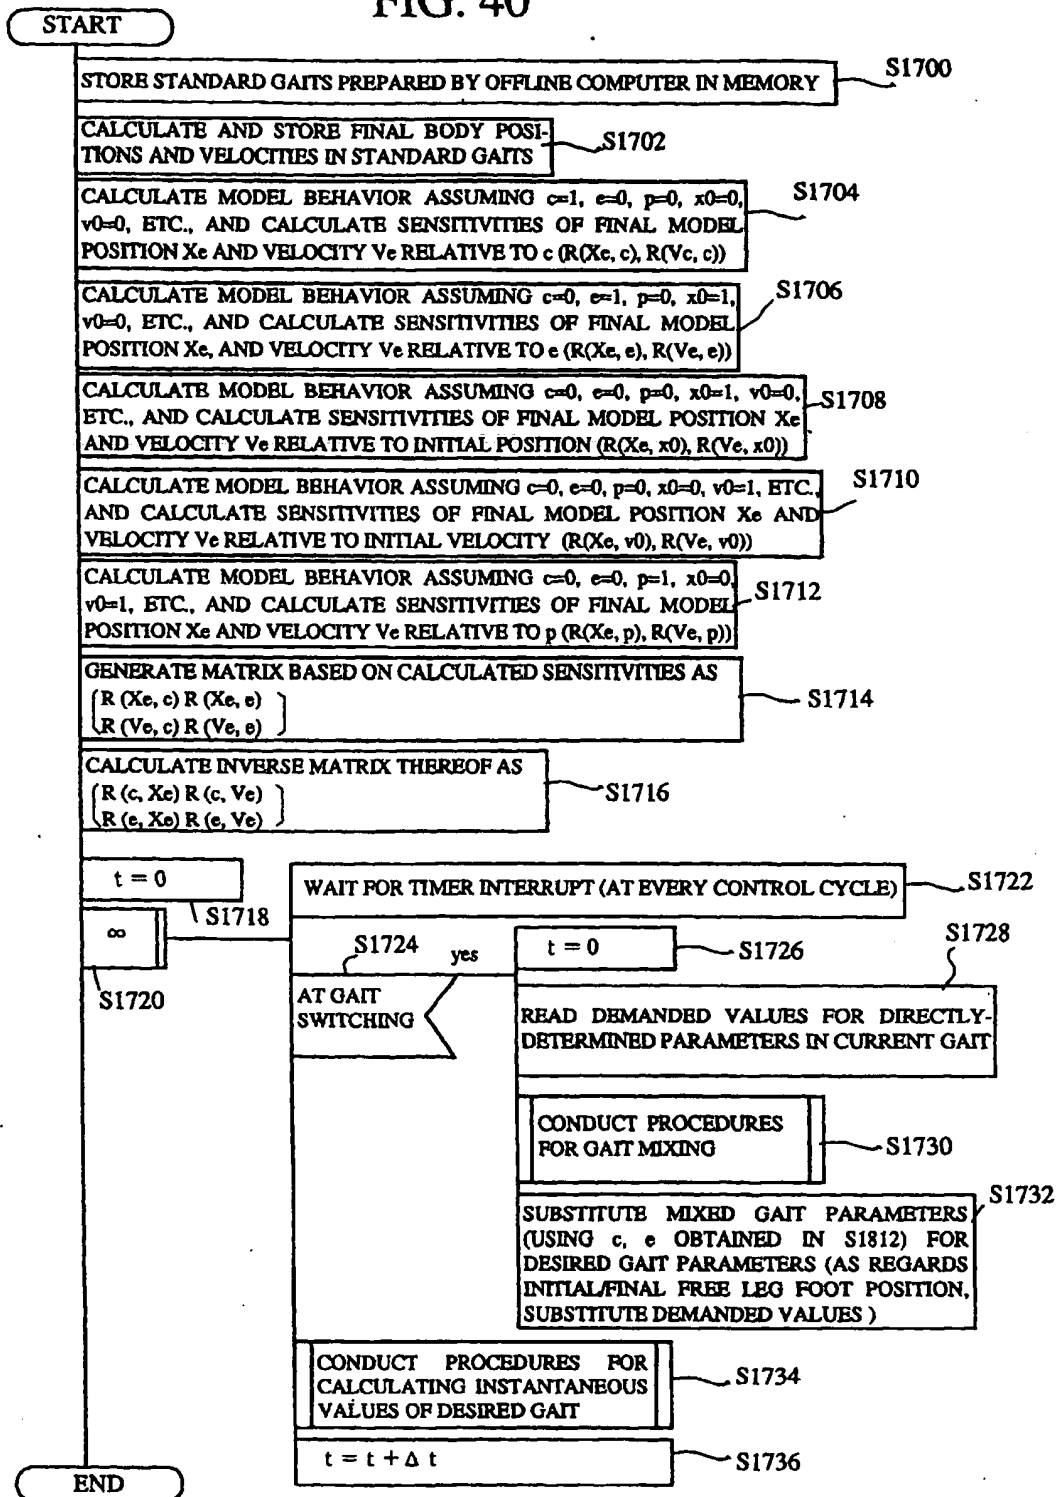 FIG. 40
START
STORE STANDARD GAITS PREPARED BY OFFLINE COMPUTER IN MEMORY
S1700
CALCULATE AND STORE FINAL BODY POSI-
TIONS AND VELOCITIES IN STANDARD GAITS
S1702
CALCULATE MODEL BEHAVIOR ASSUMING c=1, e=0, p=0, x0=0,
v0=0, ETC., AND CALCULATE SENSITIVITIES OF FINAL MODEL
POSITION Xe AND VELOCITY Ve RELATIVE TO c (R(Xe, c), R(Vc, c))
S1704
CALCULATE MODEL BEHAVIOR ASSUMING c=0, e=1, p=0, x0=1,
v0=0, ETC., AND CALCULATE SENSITIVITIES OF FINAL MODEL
POSITION Xe, AND VELOCITY Ve RELATIVE TO e (R(Xe, e), R(Ve, e))
S1706
CALCULATE MODEL BEHAVIOR ASSUMING c=0, e=0, p=0, x0=1, v0=0,
ETC., AND CALCULATE SENSITIVITIES OF FINAL MODEL POSITION Xe
AND VELOCITY Ve RELATIVE TO INITIAL POSITION (R(Xe, x0), R(Ve, x0))
S1708
CALCULATE MODEL BEHAVIOR ASSUMING c=0, e=0, p=0, x0=0, v0=1, ETC.,
AND CALCULATE SENSITIVITIES OF FINAL MODEL POSITION Xe AND
VELOCITY Ve RELATIVE TO INITIAL VELOCITY (R(Xe, v0), R(Ve, v0))
S1710
CALCULATE MODEL BEHAVIOR ASSUMING c=0, e=0, p=1, x0=0,
v0=1, ETC., AND CALCULATE SENSITIVITIES OF FINAL MODEL
POSITION Xe AND VELOCITY Ve RELATIVE TO p (R(Xe, p), R(Ve, p))
S1712
GENERATE MATRIX BASED ON CALCULATED SENSITIVITIES AS
R (Xe, c) R (Xe, e)
R (Ve, c) R (Ve, e)
S1714
CALCULATE INVERSE MATRIX THEREOF AS
R (c, Xe) R (c, Ve)
R (e, Xe) R (e, Ve)
S1716
t = 0
S1718
∞
S1720
WAIT FOR TIMER INTERRUPT (AT EVERY CONTROL CYCLE)
S1722
S1724
yes
AT GAIT
SWITCHING
t = 0
S1726
S1728
READ DEMANDED VALUES FOR DIRECTLY-
DETERMINED PARAMETERS IN CURRENT GAIT
CONDUCT PROCEDURES
FOR GAIT MIXING
S1730
S1732
SUBSTITUTE MIXED GAIT PARAMETERS
(USING c, e OBTAINED IN S1812) FOR
DESIRED GAIT PARAMETERS (AS REGARDS
INITIAL/FINAL FREE LEG FOOT POSITION,
SUBSTITUTE DEMANDED VALUES )
CONDUCT PROCEDURES FOR
CALCULATING INSTANTANEOUS
VALUES OF DESIRED GAIT
S1734
t = t + Δ t
S1736
END